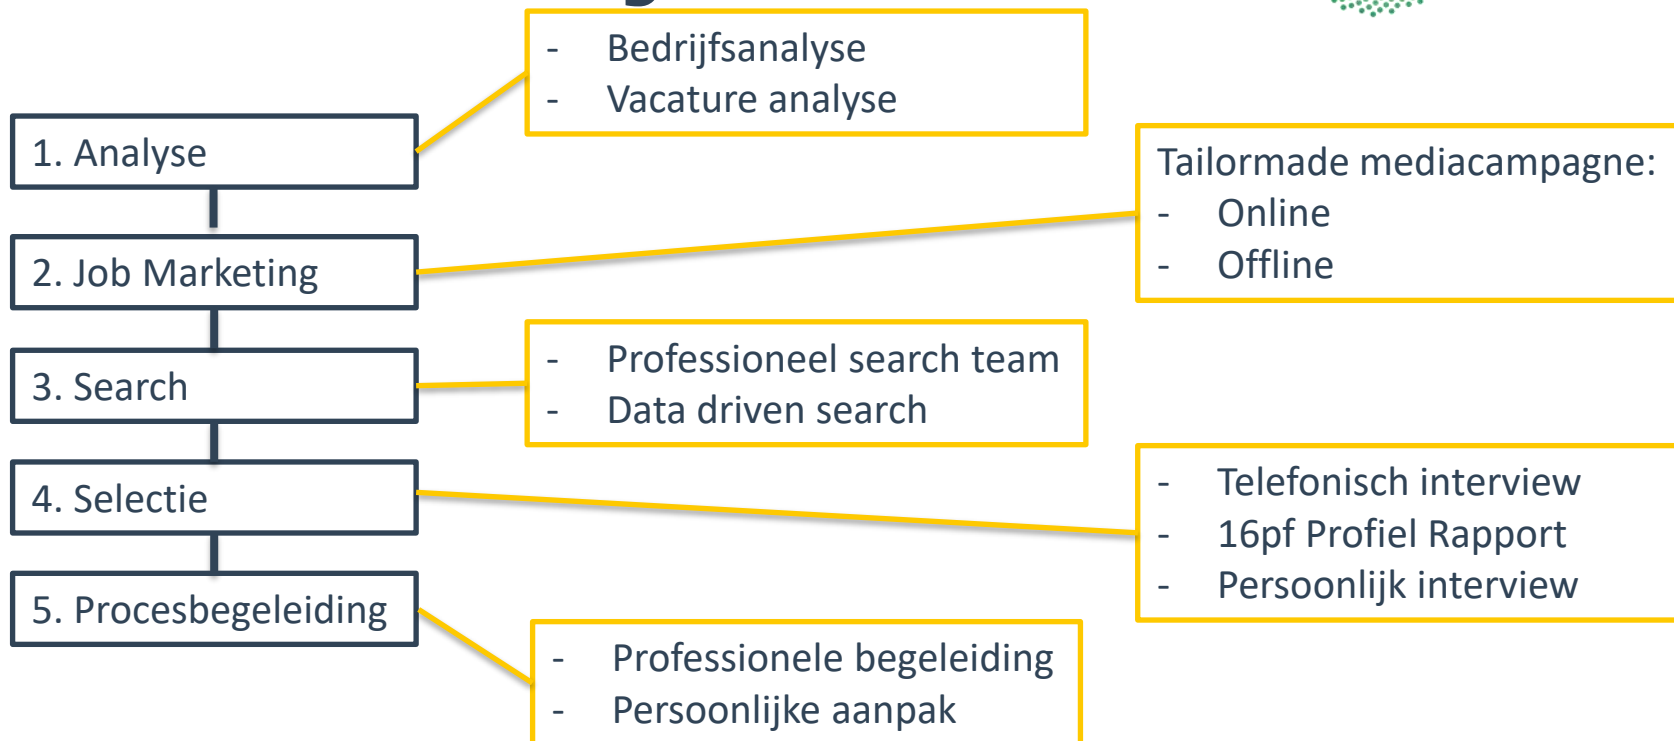 - Bedrijfsanalyse
- Vacature analyse
1. Analyse
Tailormade mediacampagne:
- Online
- Offline
2. Job Marketing
- Professioneel search team
- Data driven search
3. Search
- Telefonisch interview
- 16pf Profiel Rapport
- Persoonlijk interview
4. Selectie
5. Procesbegeleiding
- Professionele begeleiding
- Persoonlijke aanpak